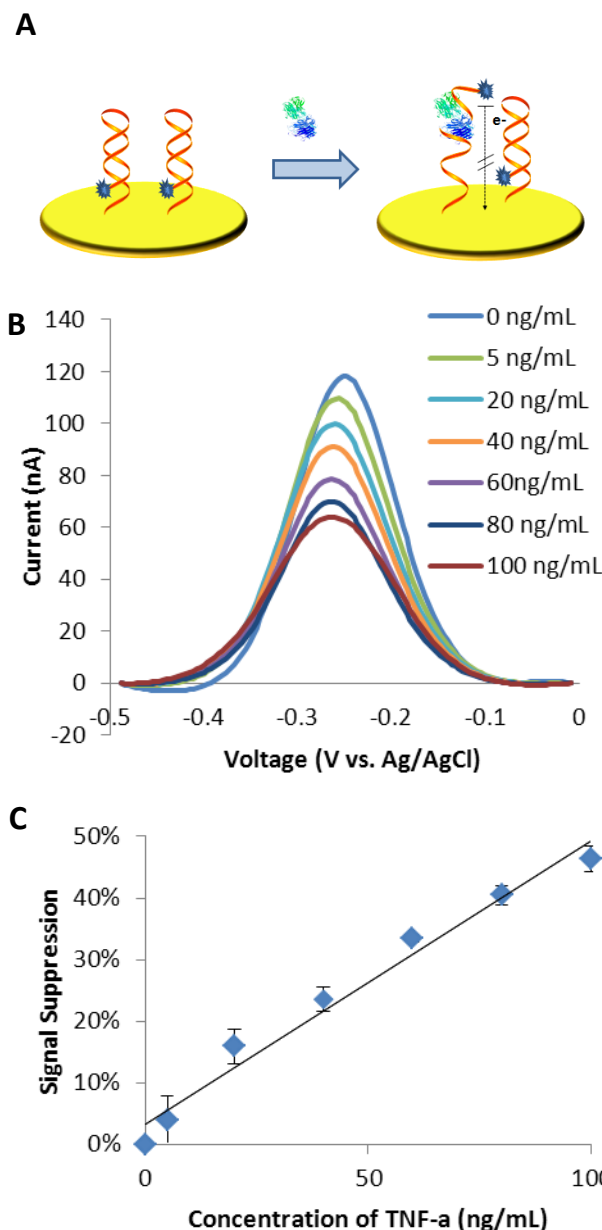 A
e-
B
140
120
100
80
60
40
20
0
-20
-0.5
-0.4
-0.3
-0.2
-0.1
0
Current (nA)
Voltage (V vs. Ag/AgCl)
0 ng/mL
5 ng/mL
20 ng/mL
40 ng/mL
60ng/mL
80 ng/mL
100 ng/mL
C
50%
40%
30%
20%
10%
0%
0
50
100
Signal Suppression
Concentration of TNF-a (ng/mL)